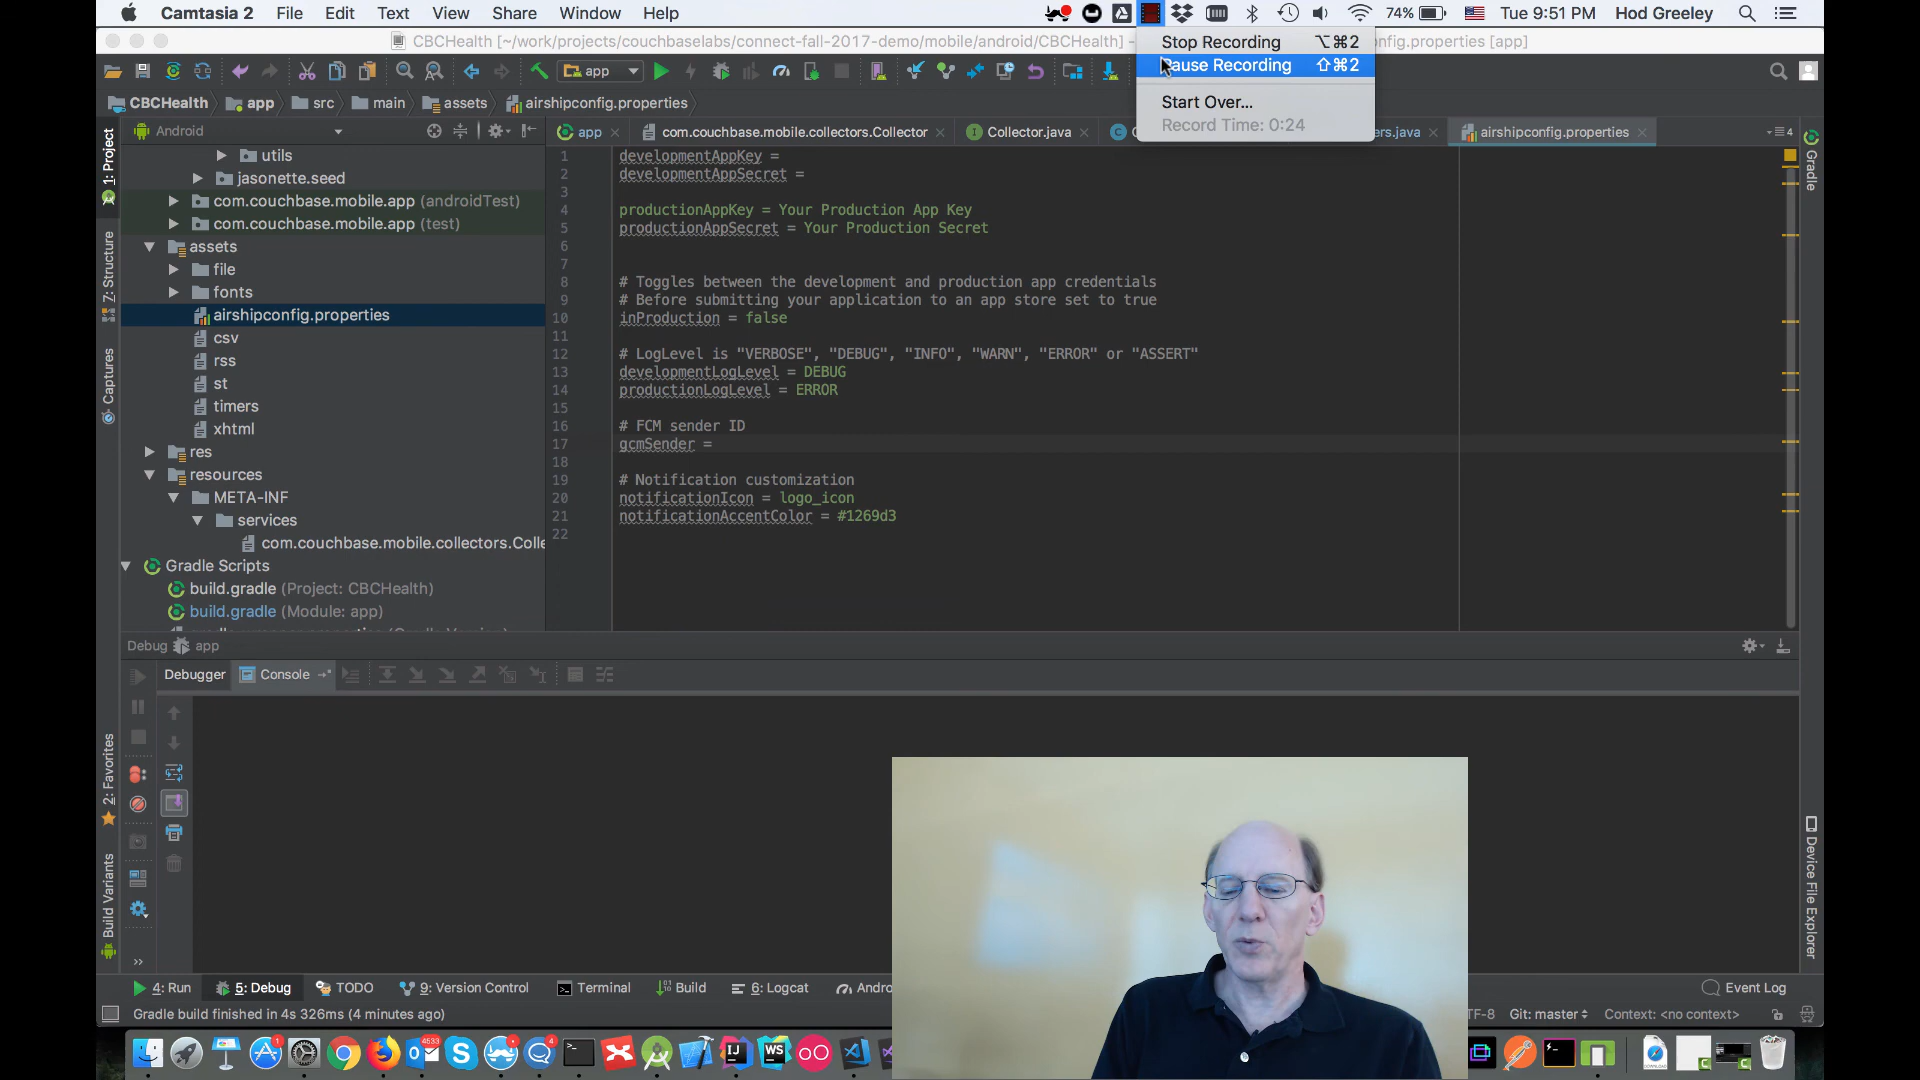 Camtasia 2 File Edit Text View Share Window Help 74% Tue 9:51 PM Hod Greeley
CBCHealth [~/work/projects/couchbaselabs/connect-fall-2017-demo/mobile/android/CBCHealth] - config.properties [app]
Stop Recording ⌥⌘2
Pause Recording ⇧⌘2
Start Over...
Record Time: 0:24
app
CBCHealth app src main assets airshipconfig.properties
Android
app com.couchbase.mobile.collectors.Collector Collector.java ers.java airshipconfig.properties 4
1: Project
Z: Structure
Captures
2: Favorites
Build Variants
utils
jasonette.seed
com.couchbase.mobile.app (androidTest)
com.couchbase.mobile.app (test)
assets
file
fonts
airshipconfig.properties
csv
rss
st
timers
xhtml
res
resources
META-INF
services
com.couchbase.mobile.collectors.Colle
Gradle Scripts
build.gradle (Project: CBCHealth)
build.gradle (Module: app)
1 developmentAppKey =
2 developmentAppSecret =
3
4 productionAppKey = Your Production App Key
5 productionAppSecret = Your Production Secret
6
7
8 # Toggles between the development and production app credentials
9 # Before submitting your application to an app store set to true
10 inProduction = false
11
12 # LogLevel is "VERBOSE", "DEBUG", "INFO", "WARN", "ERROR" or "ASSERT"
13 developmentLogLevel = DEBUG
14 productionLogLevel = ERROR
15
16 # FCM sender ID
17 gcmSender =
18
19 # Notification customization
20 notificationIcon = logo_icon
21 notificationAccentColor = #1269d3
22
Gradle
Device File Explorer
Debug app
Debugger Console
4: Run 5: Debug TODO 9: Version Control Terminal Build 6: Logcat Andro Event Log
Gradle build finished in 4s 326ms (4 minutes ago) TF-8 Git: master Context: <no context>
4633 4 IJ WS